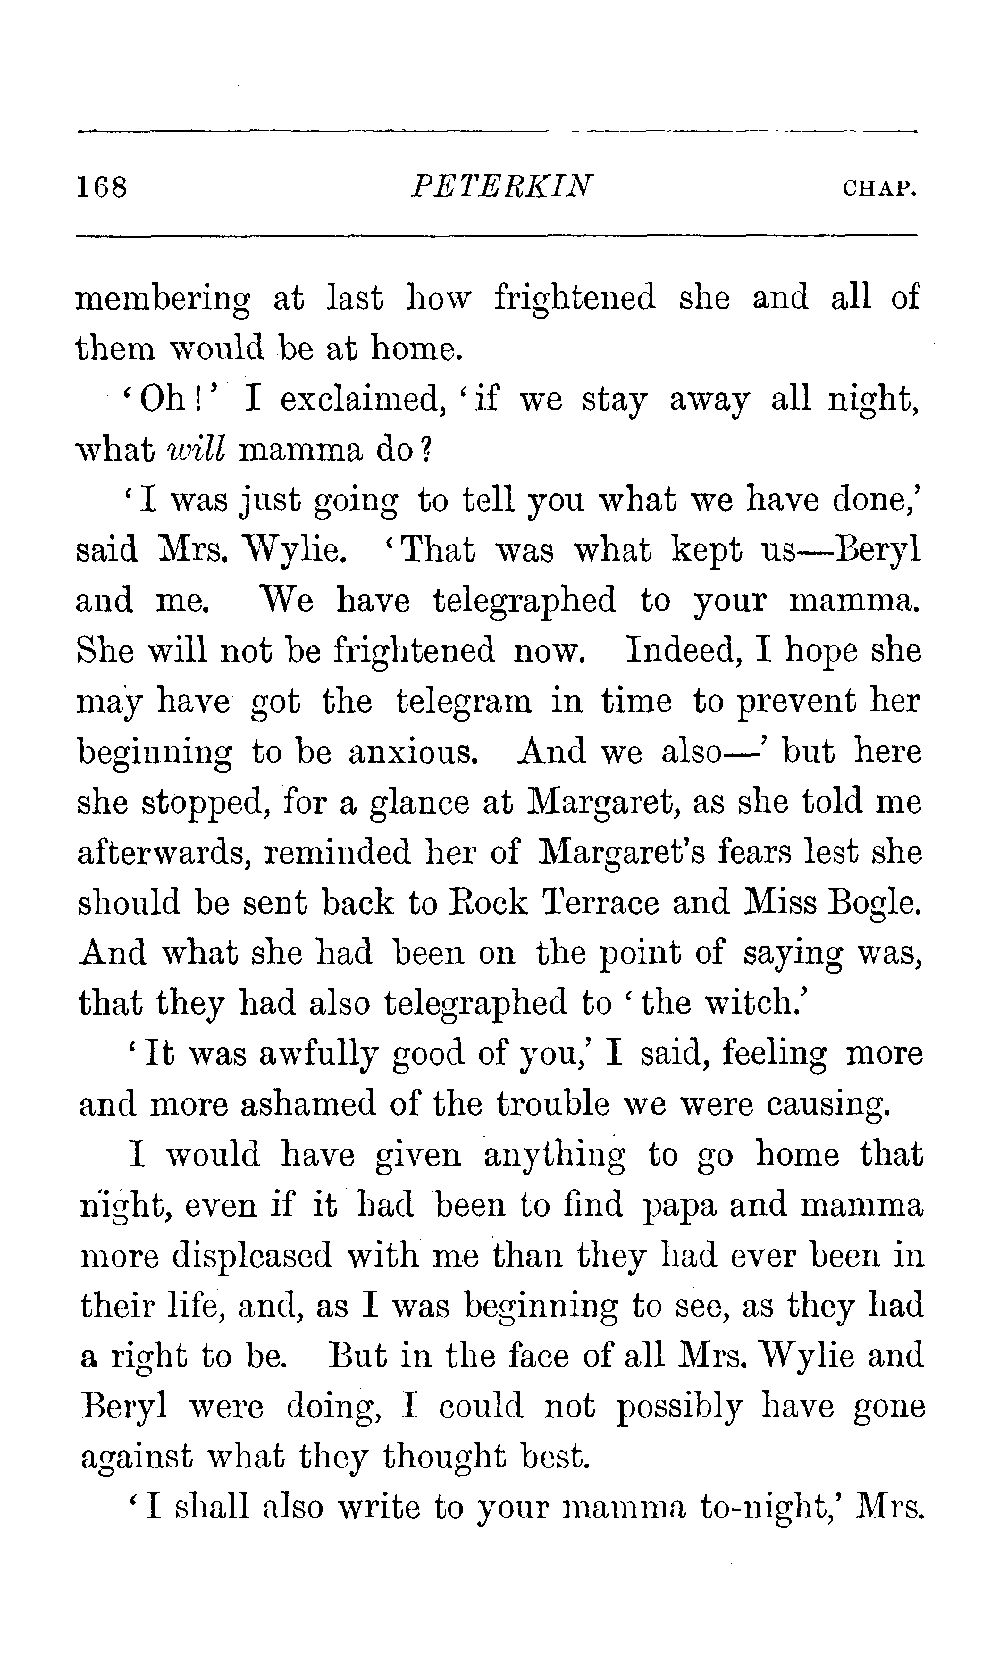 168 PETERKIN CHAP.
membering at last how frightened she and all of
them would be at home.
‘Oh!’ I exclaimed, ‘if we stay away all night,
what will mamma do?
‘I was just going to tell you what we have done,’
said Mrs. Wylie. ‘That was what kept us—Beryl
and me. We have telegraphed to your mamma.
She will not be frightened now. Indeed, I hope she
may have got the telegram in time to prevent her
beginning to be anxious. And we also—’ but here
she stopped, for a glance at Margaret, as she told me
afterwards, reminded her of Margaret’s fears lest she
should be sent back to Rock Terrace and Miss Bogle.
And what she had been on the point of saying was,
that they had also telegraphed to ‘the witch.’
‘It was awfully good of you,’ I said, feeling more
and more ashamed of the trouble we were causing.
I would have given anything to go home that
night, even if it had been to find papa and mamma
more displeased with me than they had ever been in
their life, and, as I was beginning to see, as they had
a right to be. But in the face of all Mrs. Wylie and
Beryl were doing, I could not possibly have gone
against what they thought best.
‘I shall also write to your mamma to-night,’ Mrs.